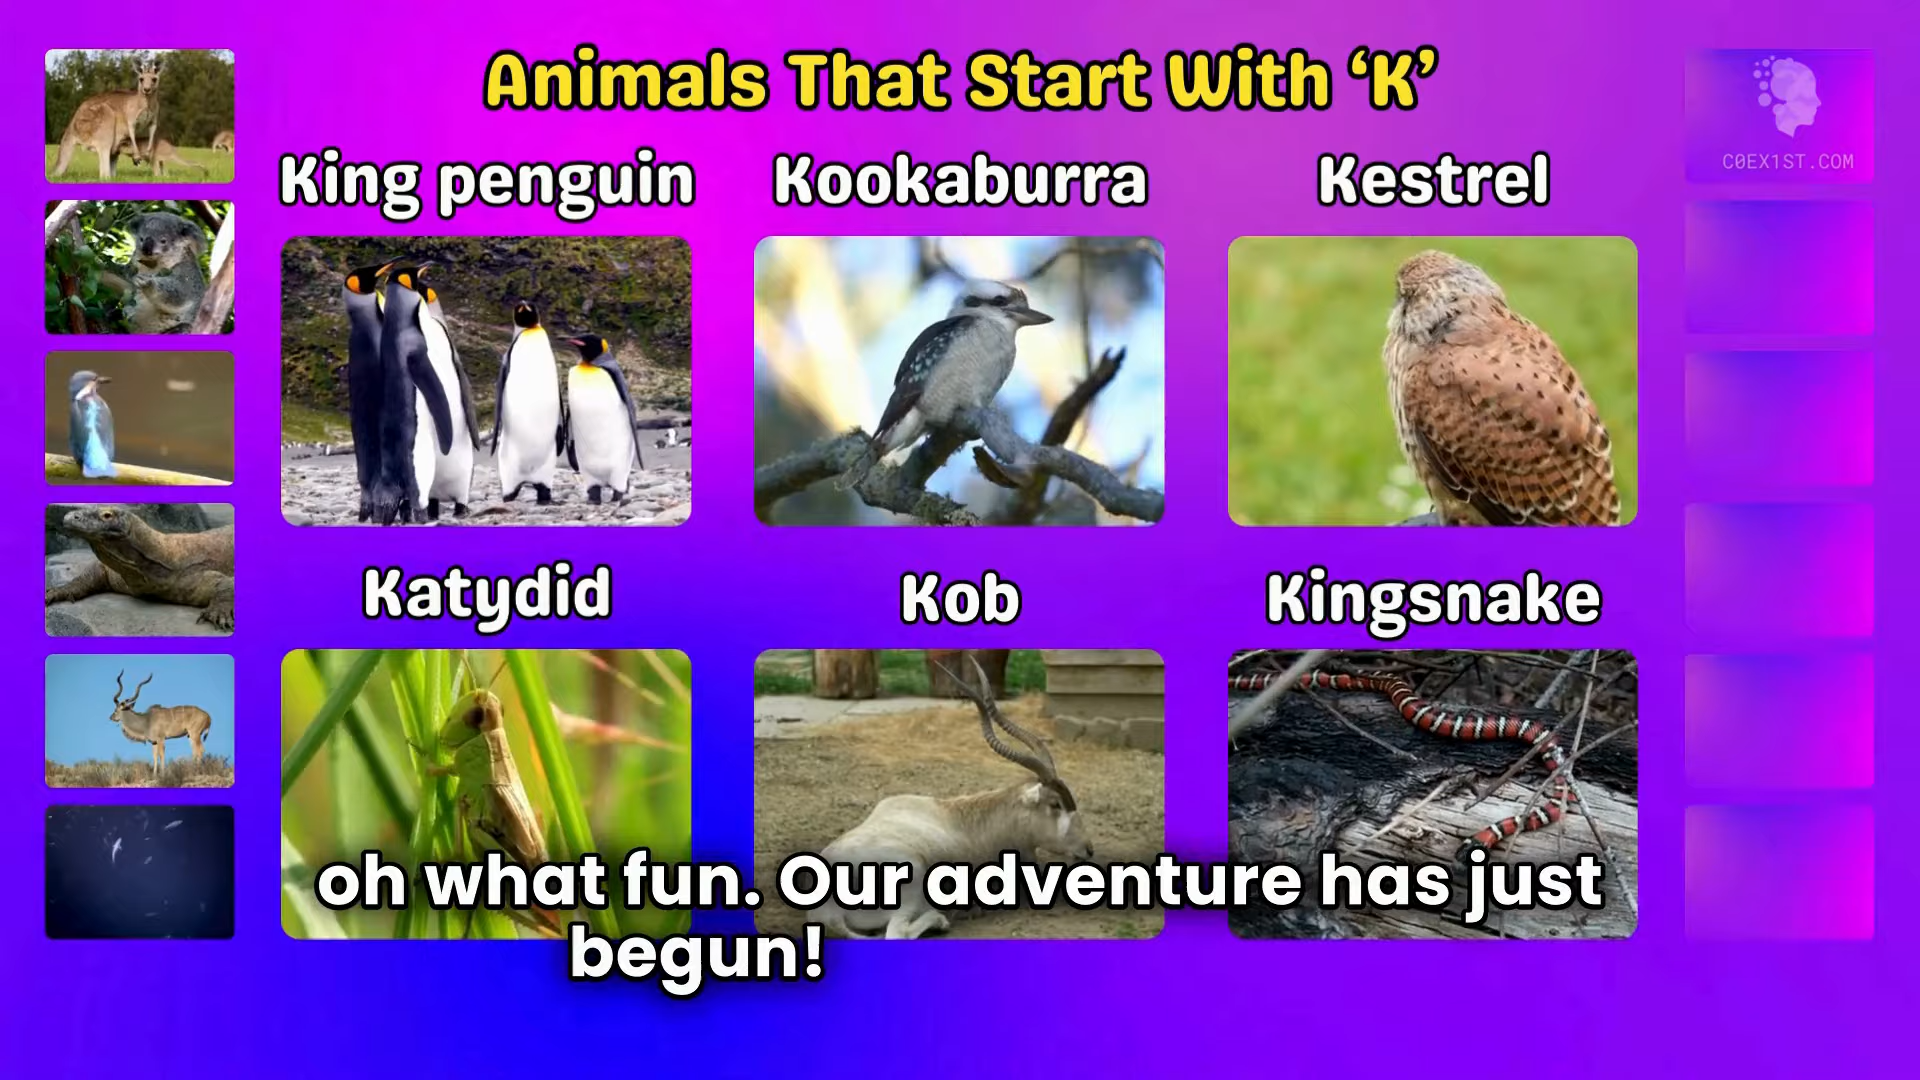 Animals That Start With ‘K’
C0EX1ST.COM
King penguin
Kookaburra
Kestrel
Katydid
Kob
Kingsnake
oh what fun. Our adventure has just
begun!